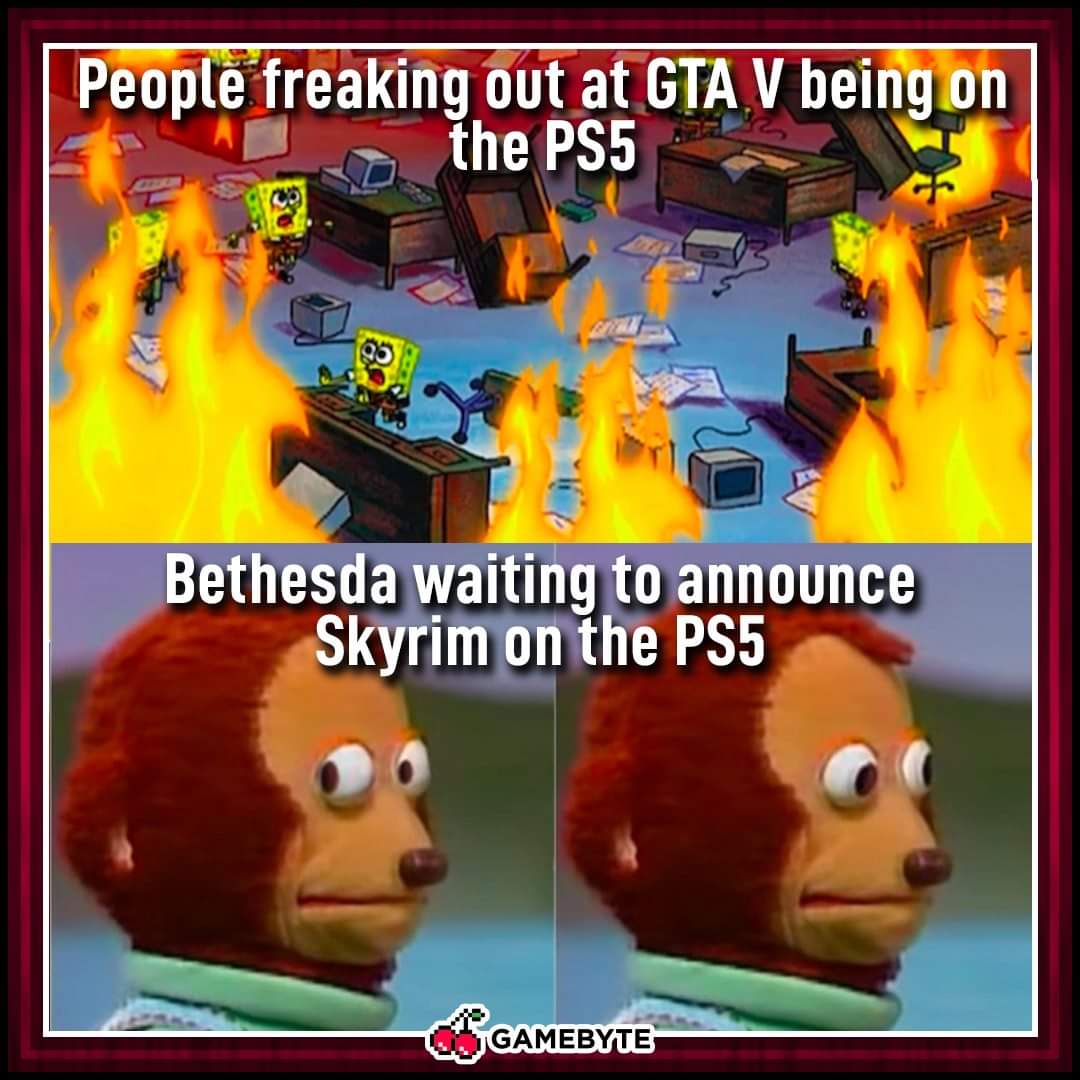 People freaking out at GTA V being on
the PS5
Bethesda waiting to announce
Skyrim on the PS5
GAMEBYTE